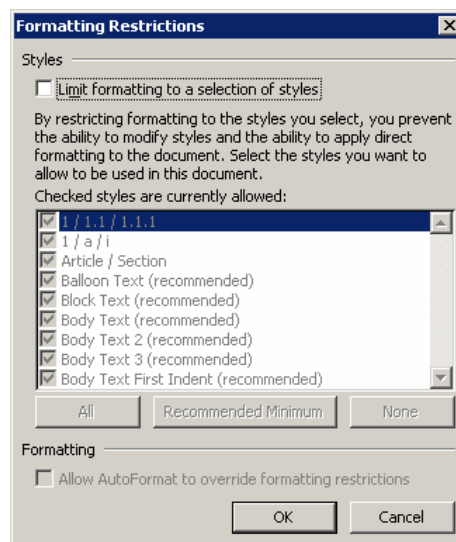 Formatting Restrictions
Styles
Limit formatting to a selection of styles
By restricting formatting to the styles you select, you prevent
the ability to modify styles and the ability to apply direct
formatting to the document. Select the styles you want to
allow to be used in this document.
Checked styles are currently allowed:
1 / 1.1 / 1.1.1
1 / a / i
Article / Section
Balloon Text (recommended)
Block Text (recommended)
Body Text (recommended)
Body Text 2 (recommended)
Body Text 3 (recommended)
Body Text First Indent (recommended)
All Recommended Minimum None
Formatting
Allow AutoFormat to override formatting restrictions
OK Cancel